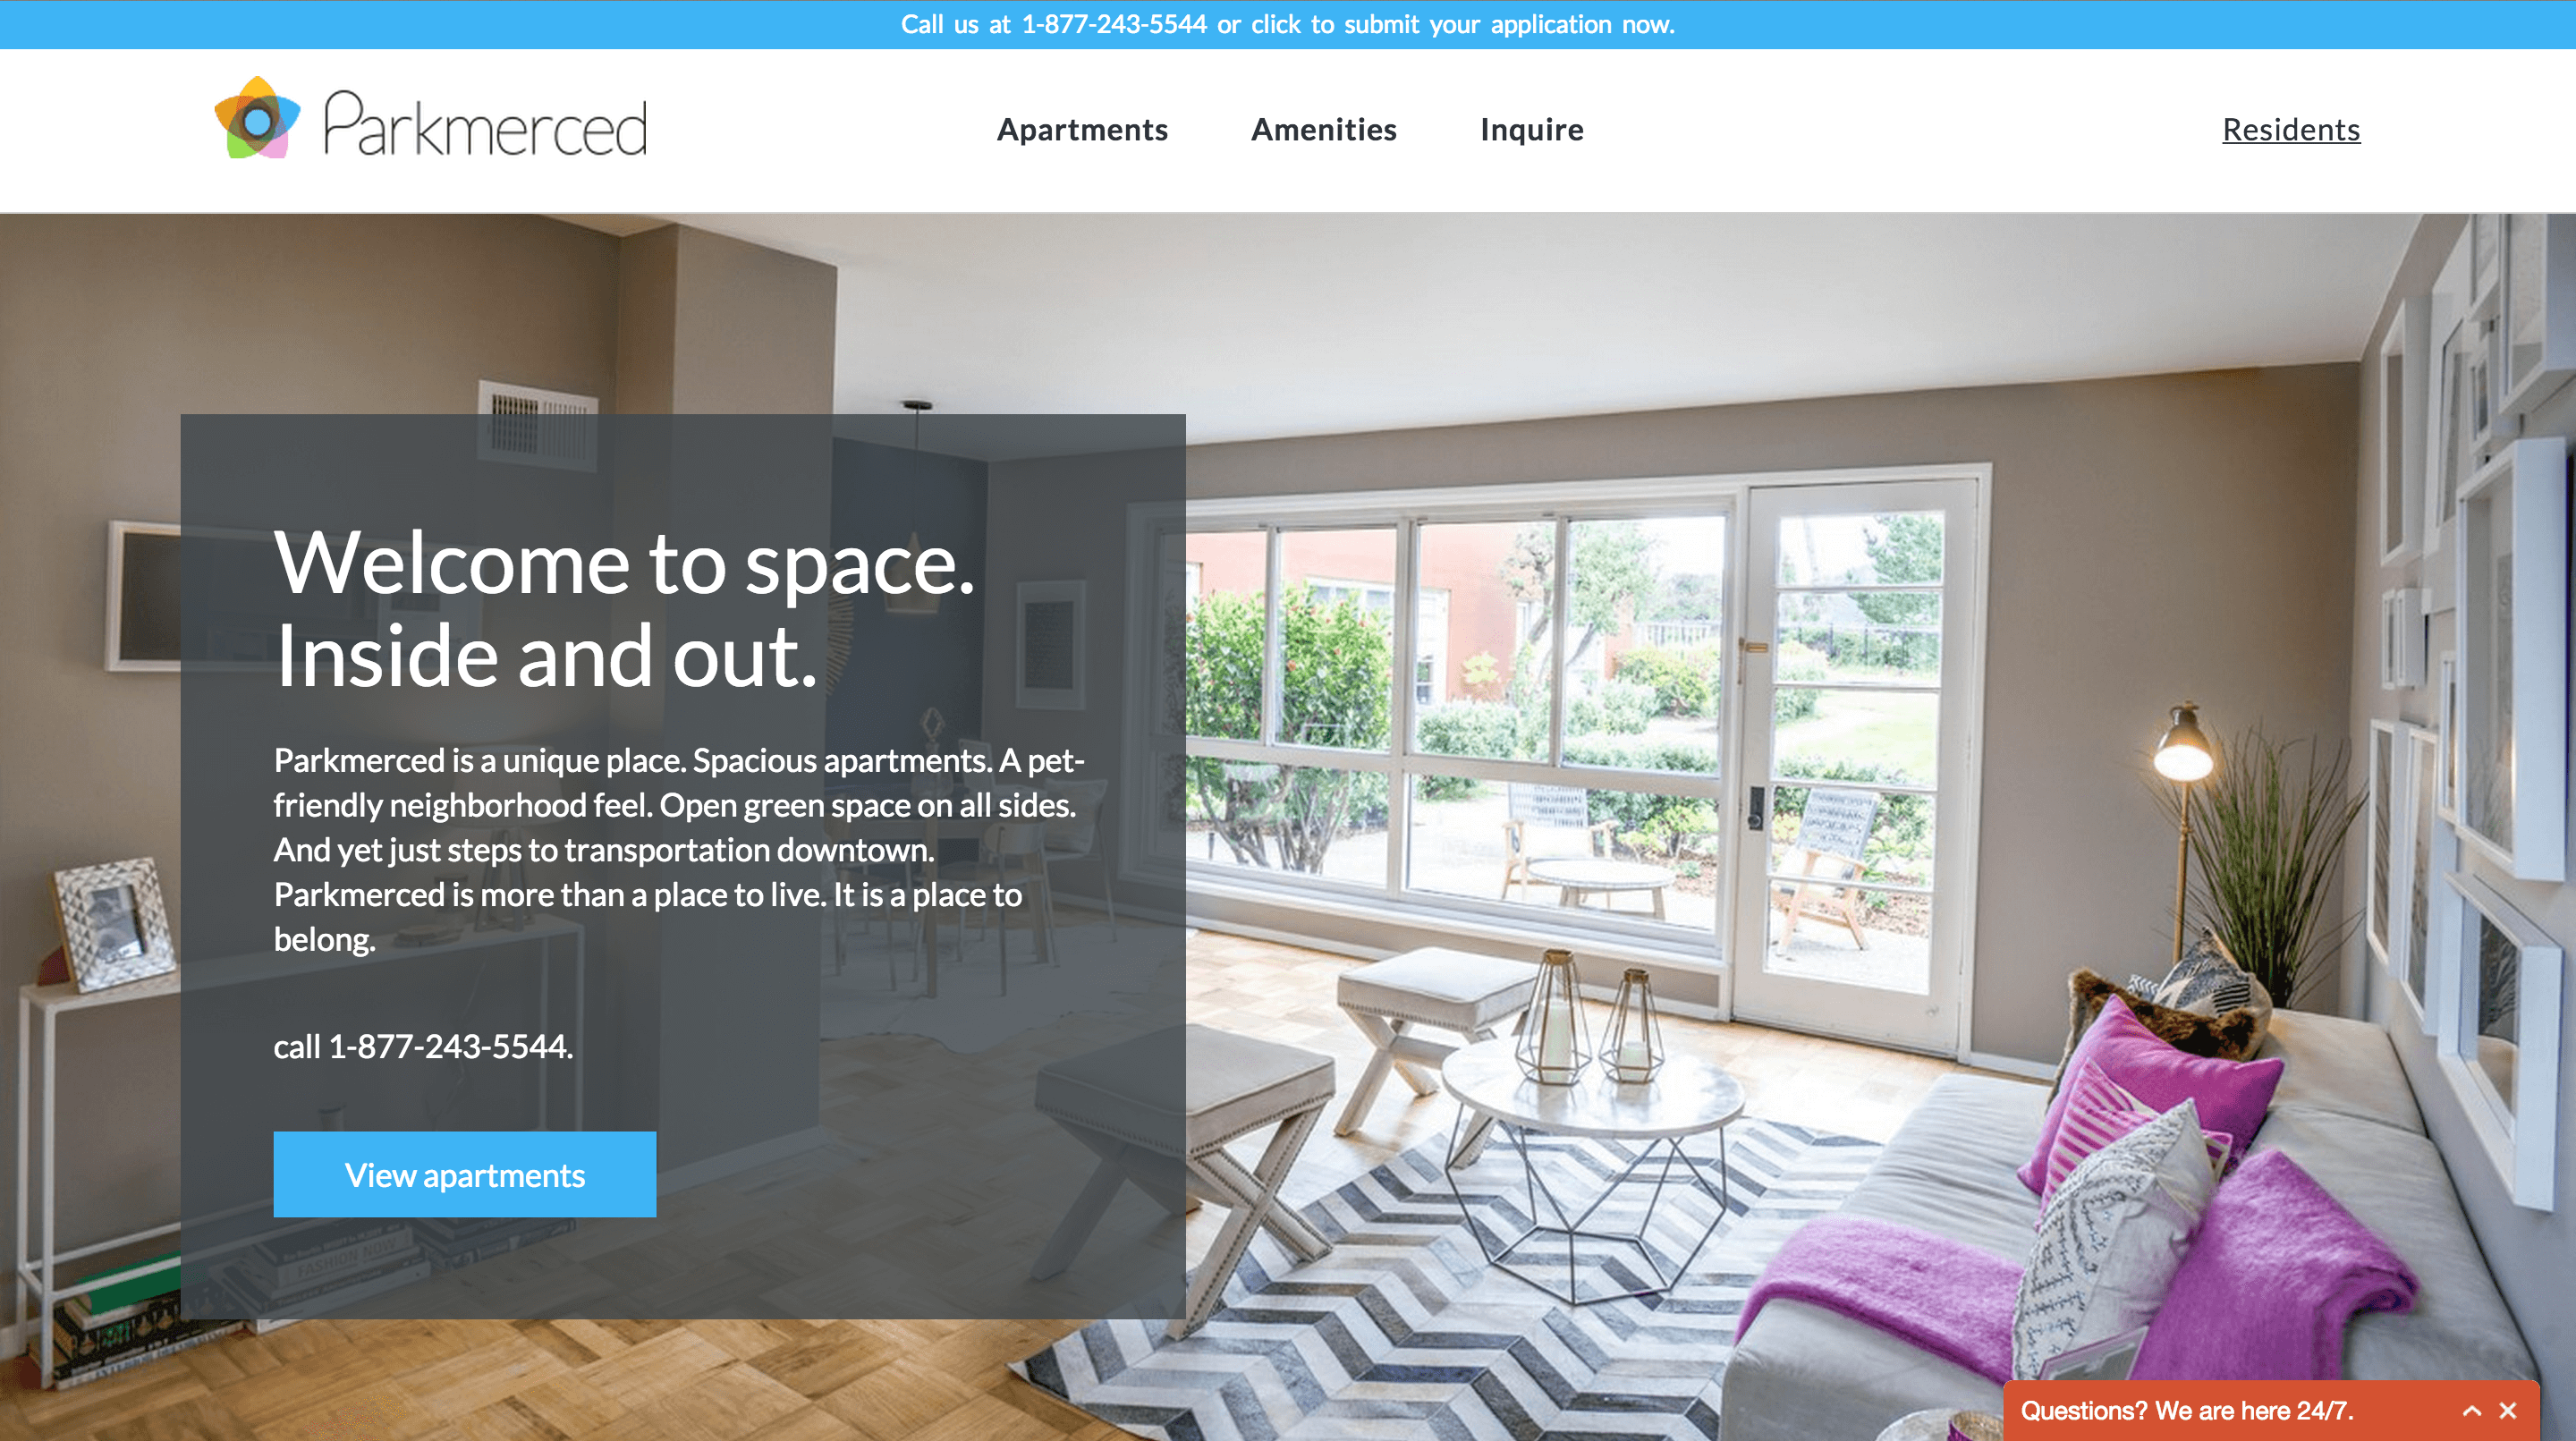 Call us at 1-877-243-5544 or click to submit your application now.
Parkmerced
Apartments
Amenities
Inquire
Residents
Welcome to space.
Inside and out.
Parkmerced is a unique place. Spacious apartments. A pet-
friendly neighborhood feel. Open green space on all sides.
And yet just steps to transportation downtown.
Parkmerced is more than a place to live. It is a place to
belong.
call 1-877-243-5544.
View apartments
FASHION NOW
Questions? We are here 24/7.